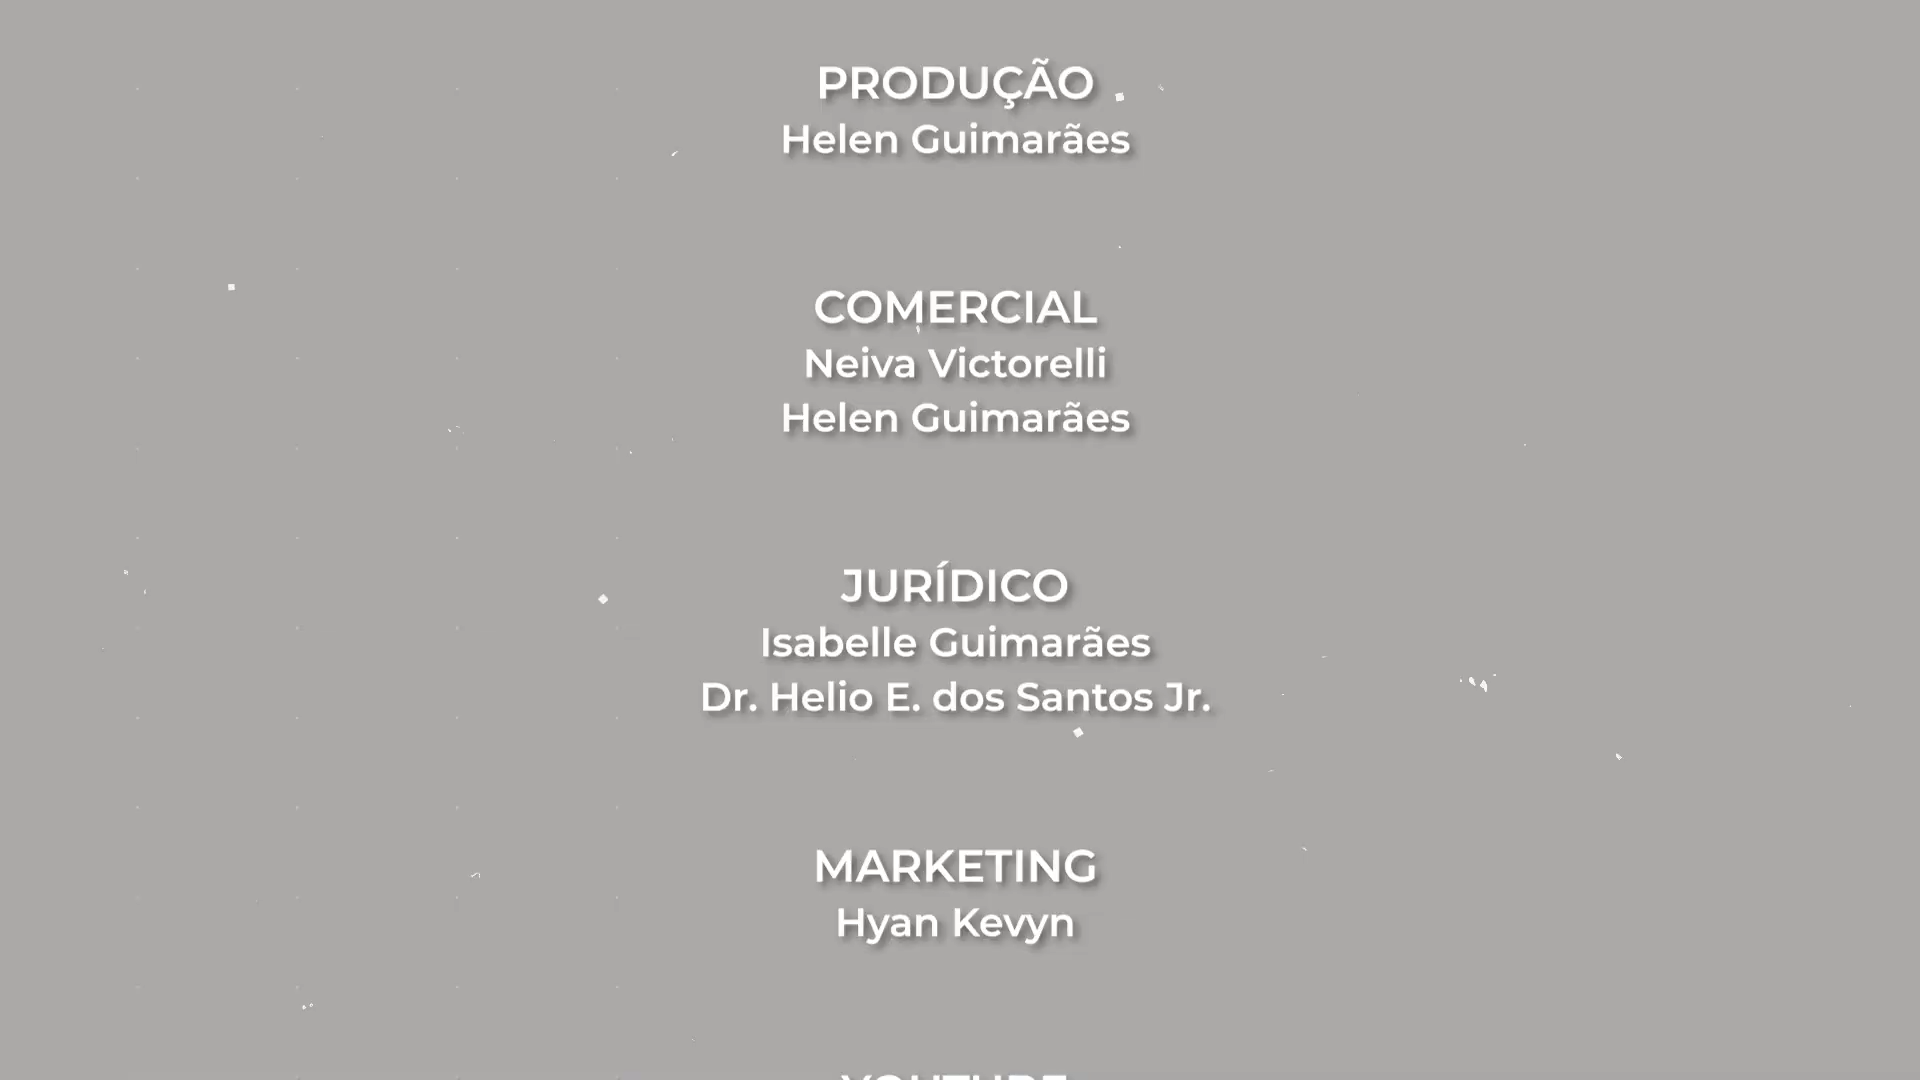 PRODUÇÃO
Helen Guimarães
COMERCIAL
Neiva Victorelli
Helen Guimarães
JURÍDICO
Isabelle Guimarães
Dr. Helio E. dos Santos Jr.
MARKETING
Hyan Kevyn
YOUTUBE